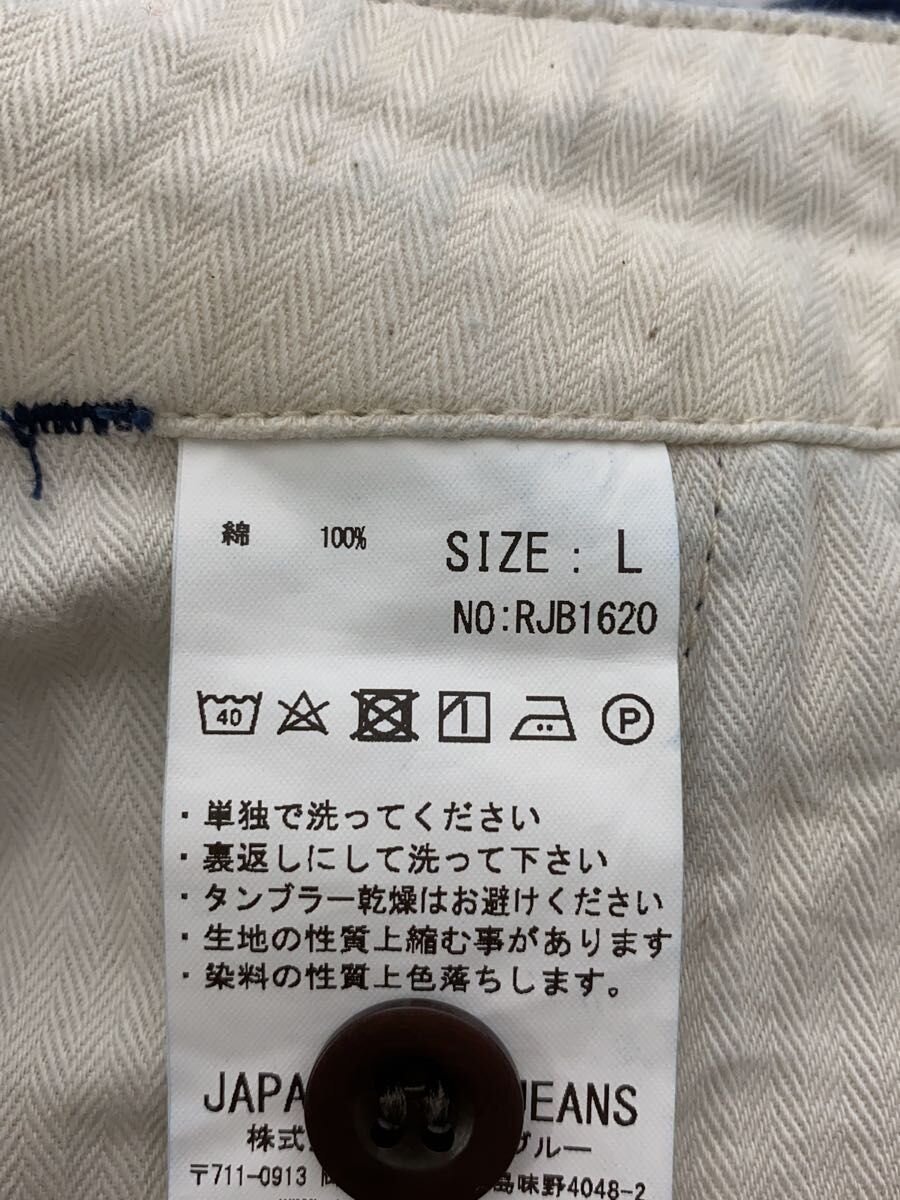 綿 100%
SIZE : L
NO:RJB1620
40
P
・単独で洗ってください
・裏返しにして洗って下さい
・タンブラー乾燥はお避けください
・生地の性質上縮む事があります
・染料の性質上色落ちします。
JAPA JEANS
株式 ブルー
〒711-0913 島味野4048-2